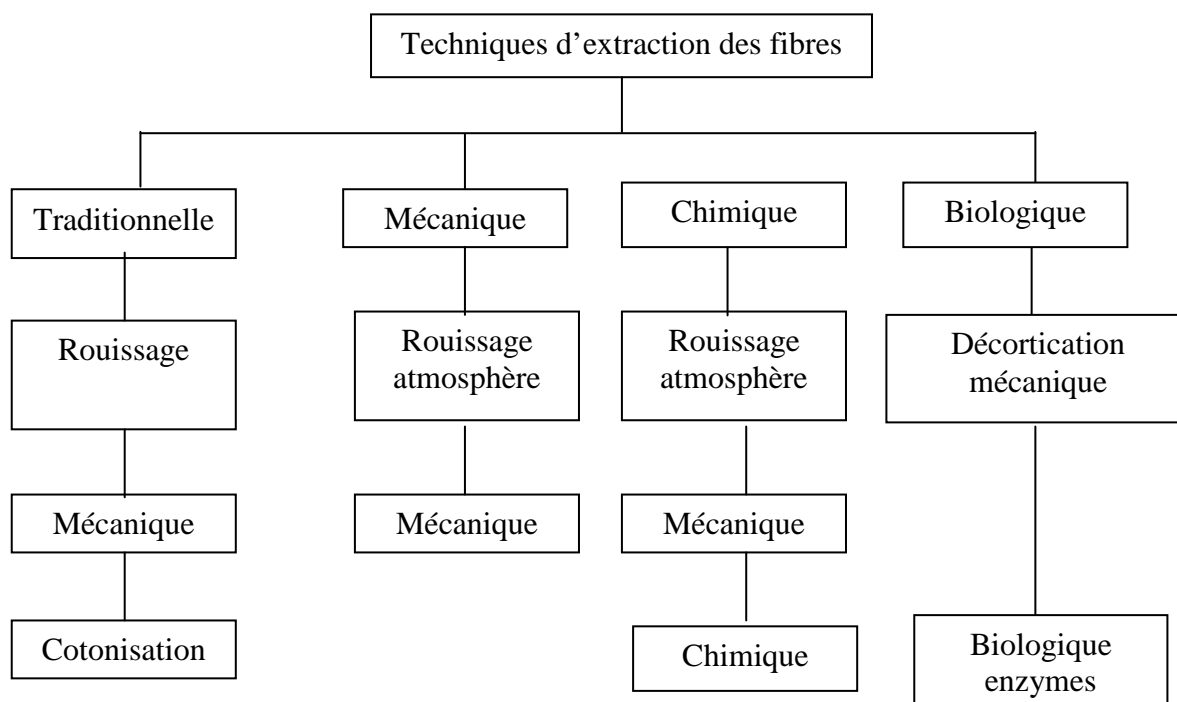 Techniques d’extraction des fibres
Traditionnelle
Mécanique
Chimique
Biologique
Rouissage
Rouissage
atmosphère
Rouissage
atmosphère
Décortication
mécanique
Mécanique
Mécanique
Mécanique
Cotonisation
Chimique
Biologique
enzymes